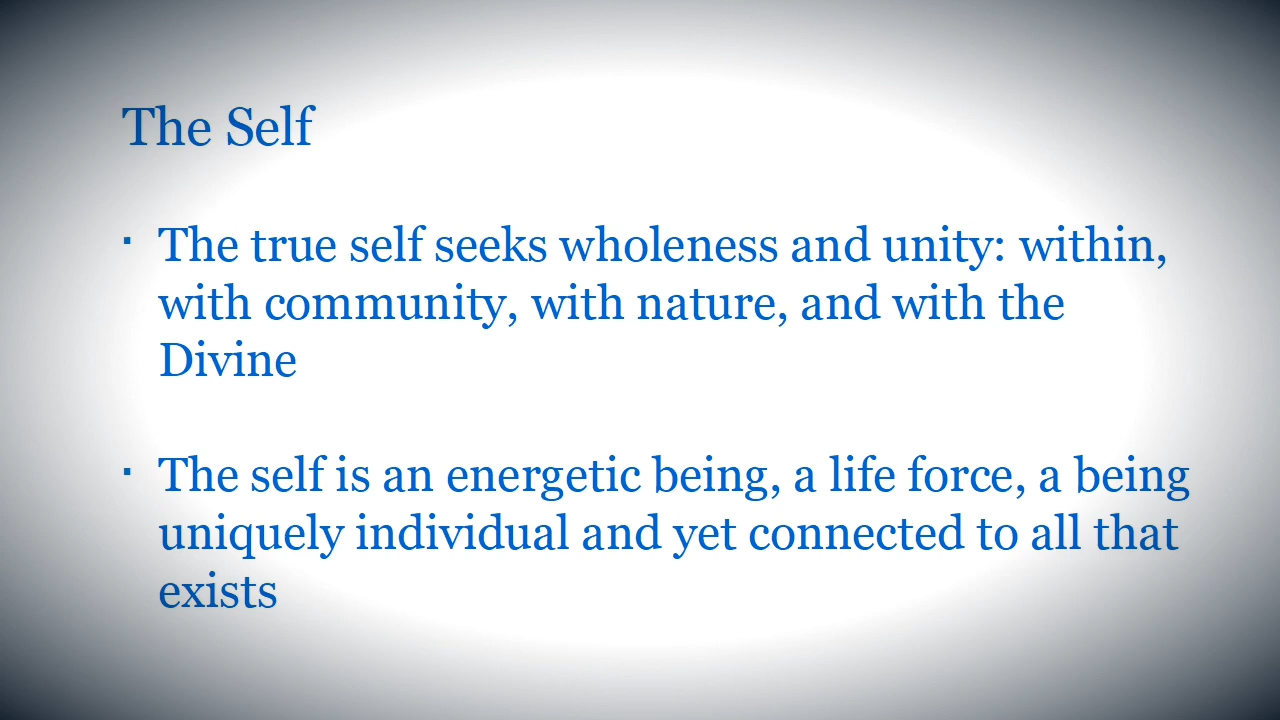 The Self
▪ The true self seeks wholeness and unity: within,
with community, with nature, and with the
Divine
▪ The self is an energetic being, a life force, a being
uniquely individual and yet connected to all that
exists